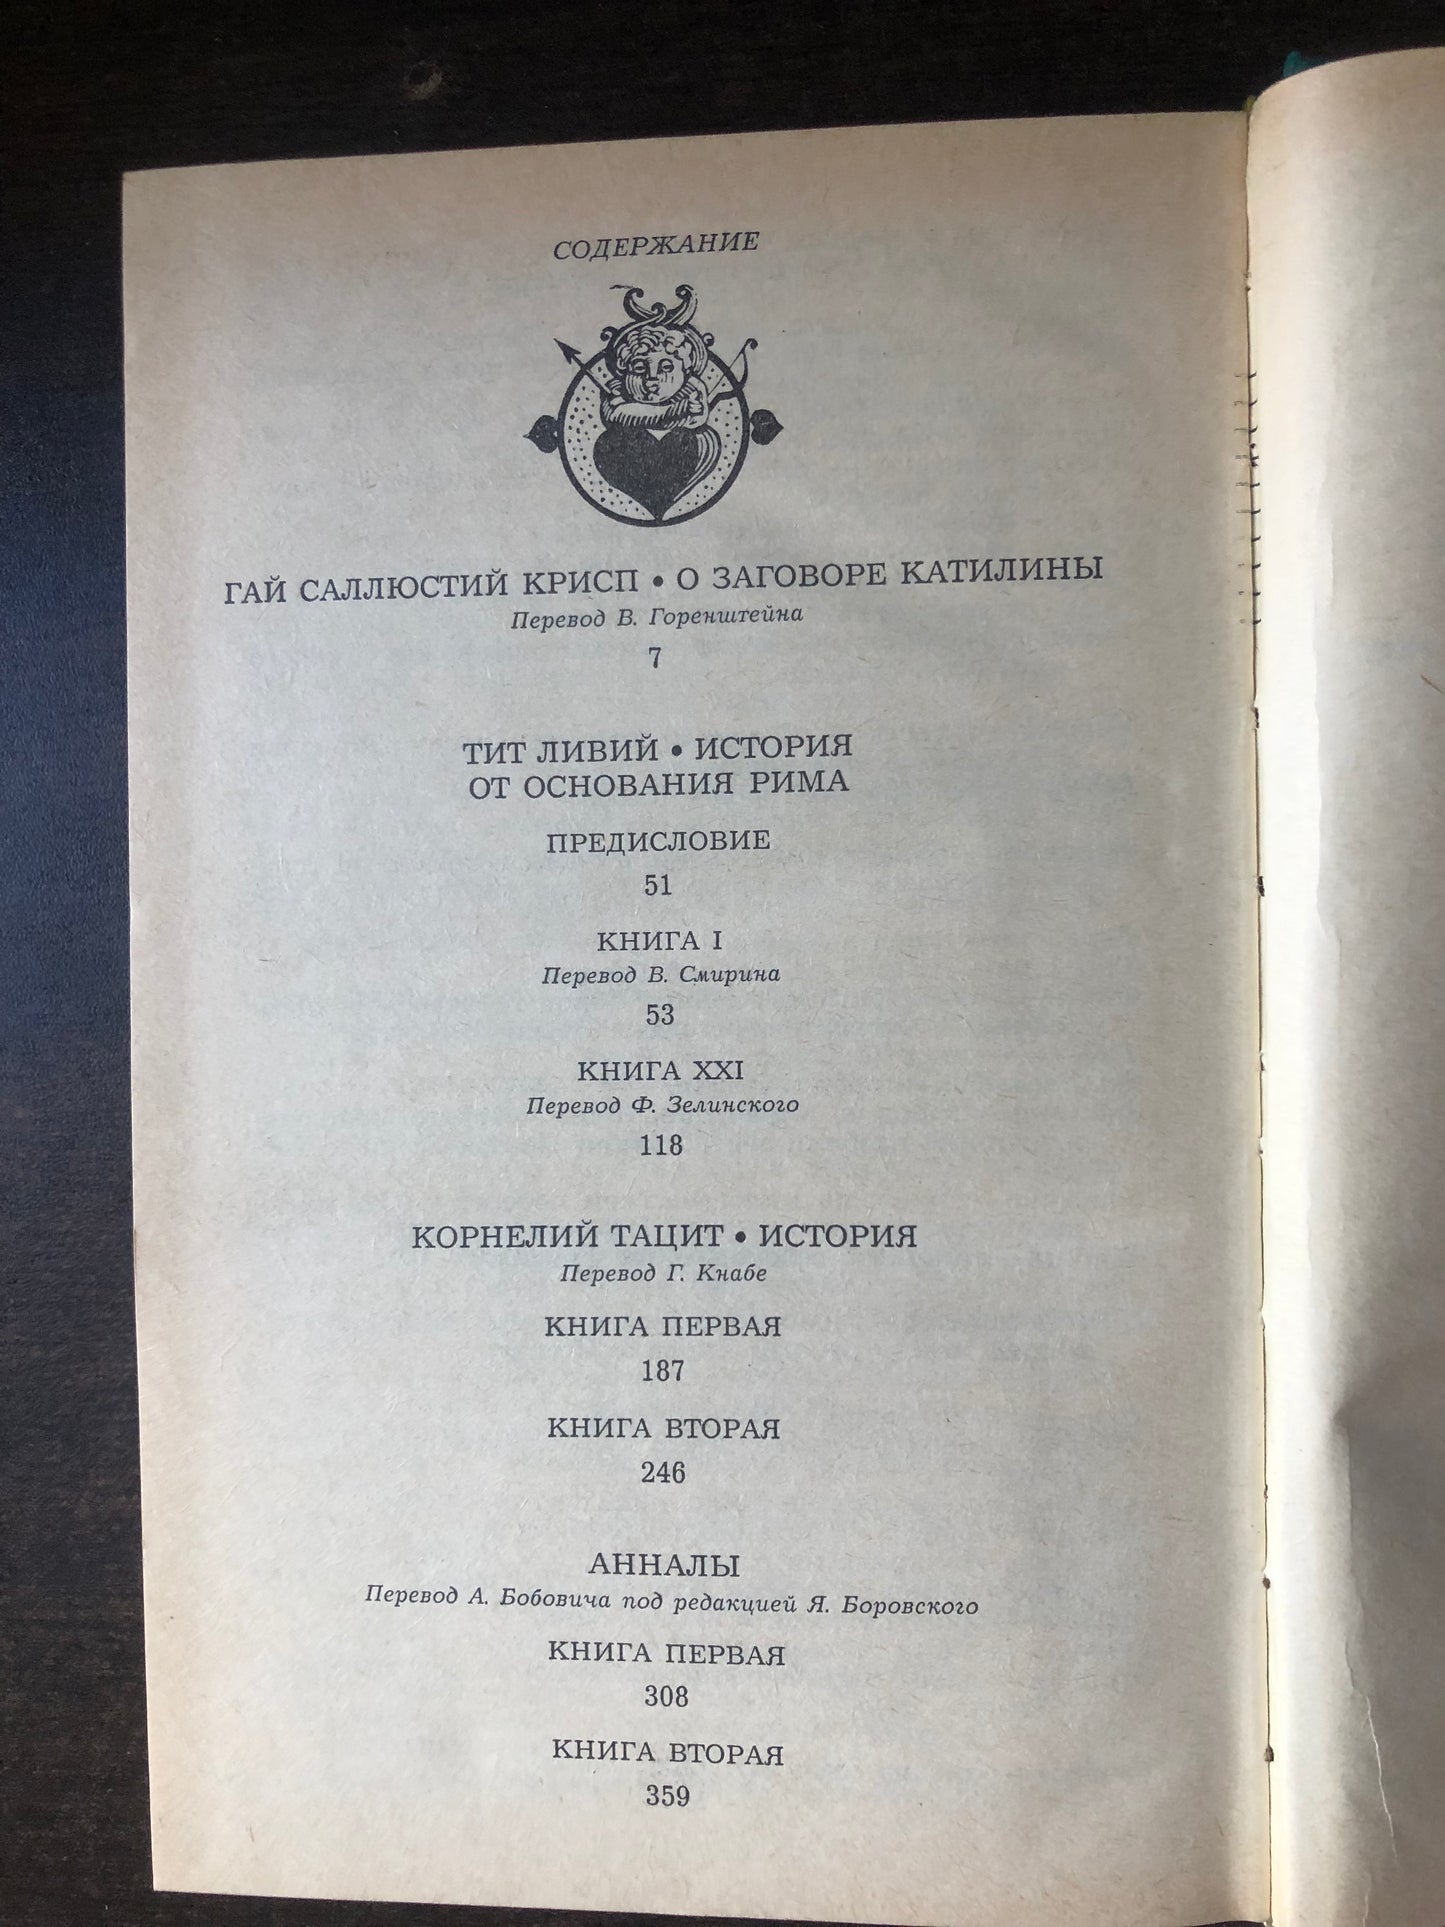 СОДЕРЖАНИЕ
ГАЙ САЛЛЮСТИЙ КРИСП • О ЗАГОВОРЕ КАТИЛИНЫ
Перевод В. Горенштейна
7
ТИТ ЛИВИЙ • ИСТОРИЯ
ОТ ОСНОВАНИЯ РИМА
ПРЕДИСЛОВИЕ
51
КНИГА I
Перевод В. Смирина
53
КНИГА XXI
Перевод Ф. Зелинского
118
КОРНЕЛИЙ ТАЦИТ • ИСТОРИЯ
Перевод Г. Кнабе
КНИГА ПЕРВАЯ
187
КНИГА ВТОРАЯ
246
АННАЛЫ
Перевод А. Бобовича под редакцией Я. Боровского
КНИГА ПЕРВАЯ
308
КНИГА ВТОРАЯ
359